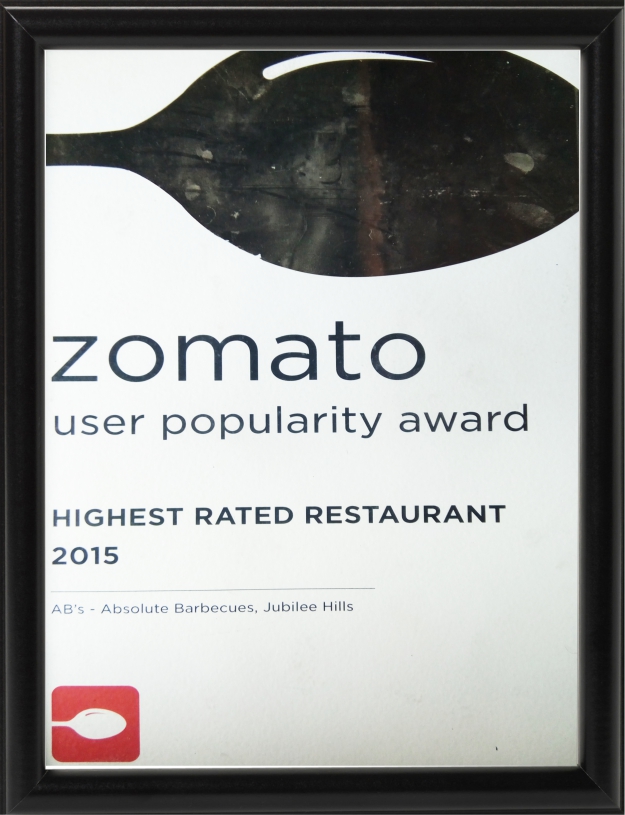 zomato
user popularity award
HIGHEST RATED RESTAURANT
2015
AB's - Absolute Barbecues, Jubilee Hills